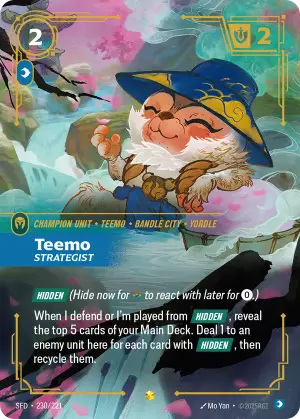 2
2
CHAMPION UNIT • TEEMO • BANDLE CITY • YORDLE
Teemo
STRATEGIST
HIDDEN (Hide now for to react with later for 0.)
When I defend or I'm played from HIDDEN, reveal
the top 5 cards of your Main Deck. Deal 1 to an
enemy unit here for each card with HIDDEN, then
recycle them.
SFD • 230/221
Mo Yan • ©2025 RGI